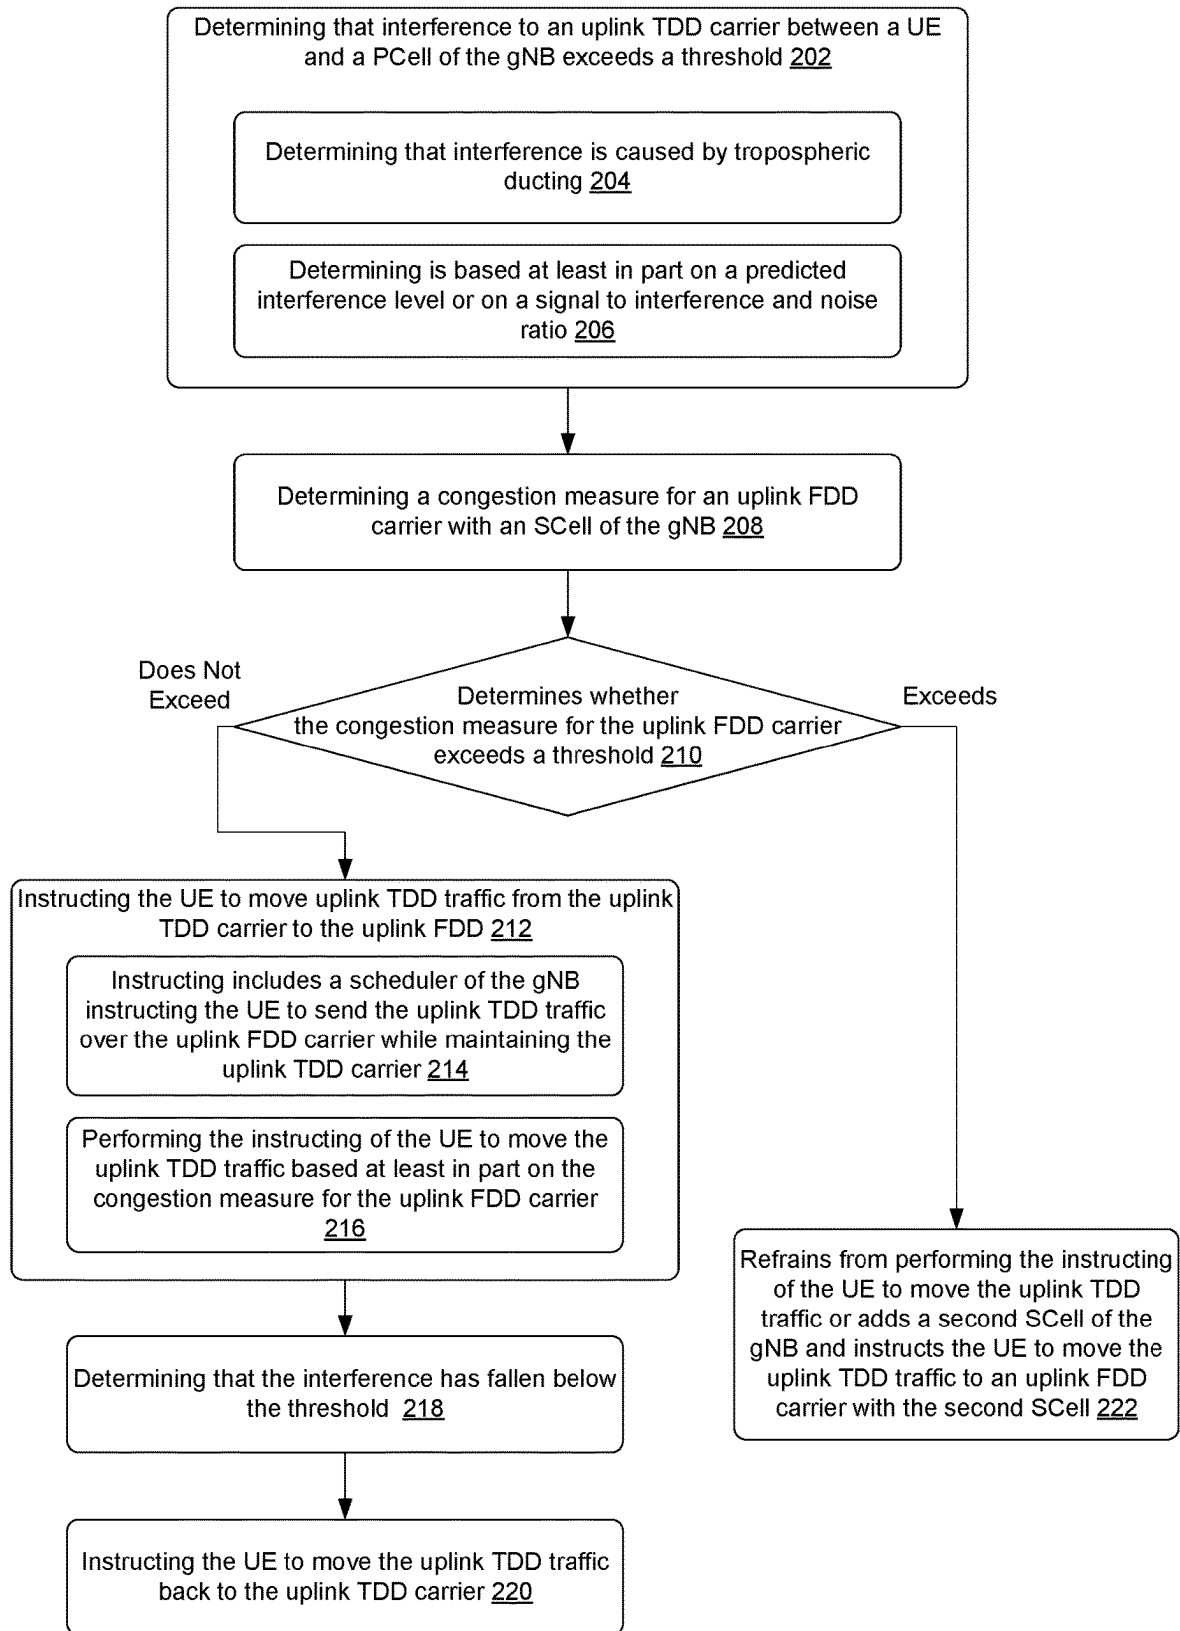 Determining that interference to an uplink TDD carrier between a UE
and a PCell of the gNB exceeds a threshold 202
Determining that interference is caused by tropospheric
ducting 204
Determining is based at least in part on a predicted
interference level or on a signal to interference and noise
ratio 206
Determining a congestion measure for an uplink FDD
carrier with an SCell of the gNB 208
Does Not
Exceed
Determines whether
the congestion measure for the uplink FDD carrier
exceeds a threshold 210
Exceeds
Instructing the UE to move uplink TDD traffic from the uplink
TDD carrier to the uplink FDD 212
Instructing includes a scheduler of the gNB
instructing the UE to send the uplink TDD traffic
over the uplink FDD carrier while maintaining the
uplink TDD carrier 214
Performing the instructing of the UE to move the
uplink TDD traffic based at least in part on the
congestion measure for the uplink FDD carrier
216
Refrains from performing the instructing
of the UE to move the uplink TDD
traffic or adds a second SCell of the
gNB and instructs the UE to move the
uplink TDD traffic to an uplink FDD
carrier with the second SCell 222
Determining that the interference has fallen below
the threshold 218
Instructing the UE to move the uplink TDD traffic
back to the uplink TDD carrier 220